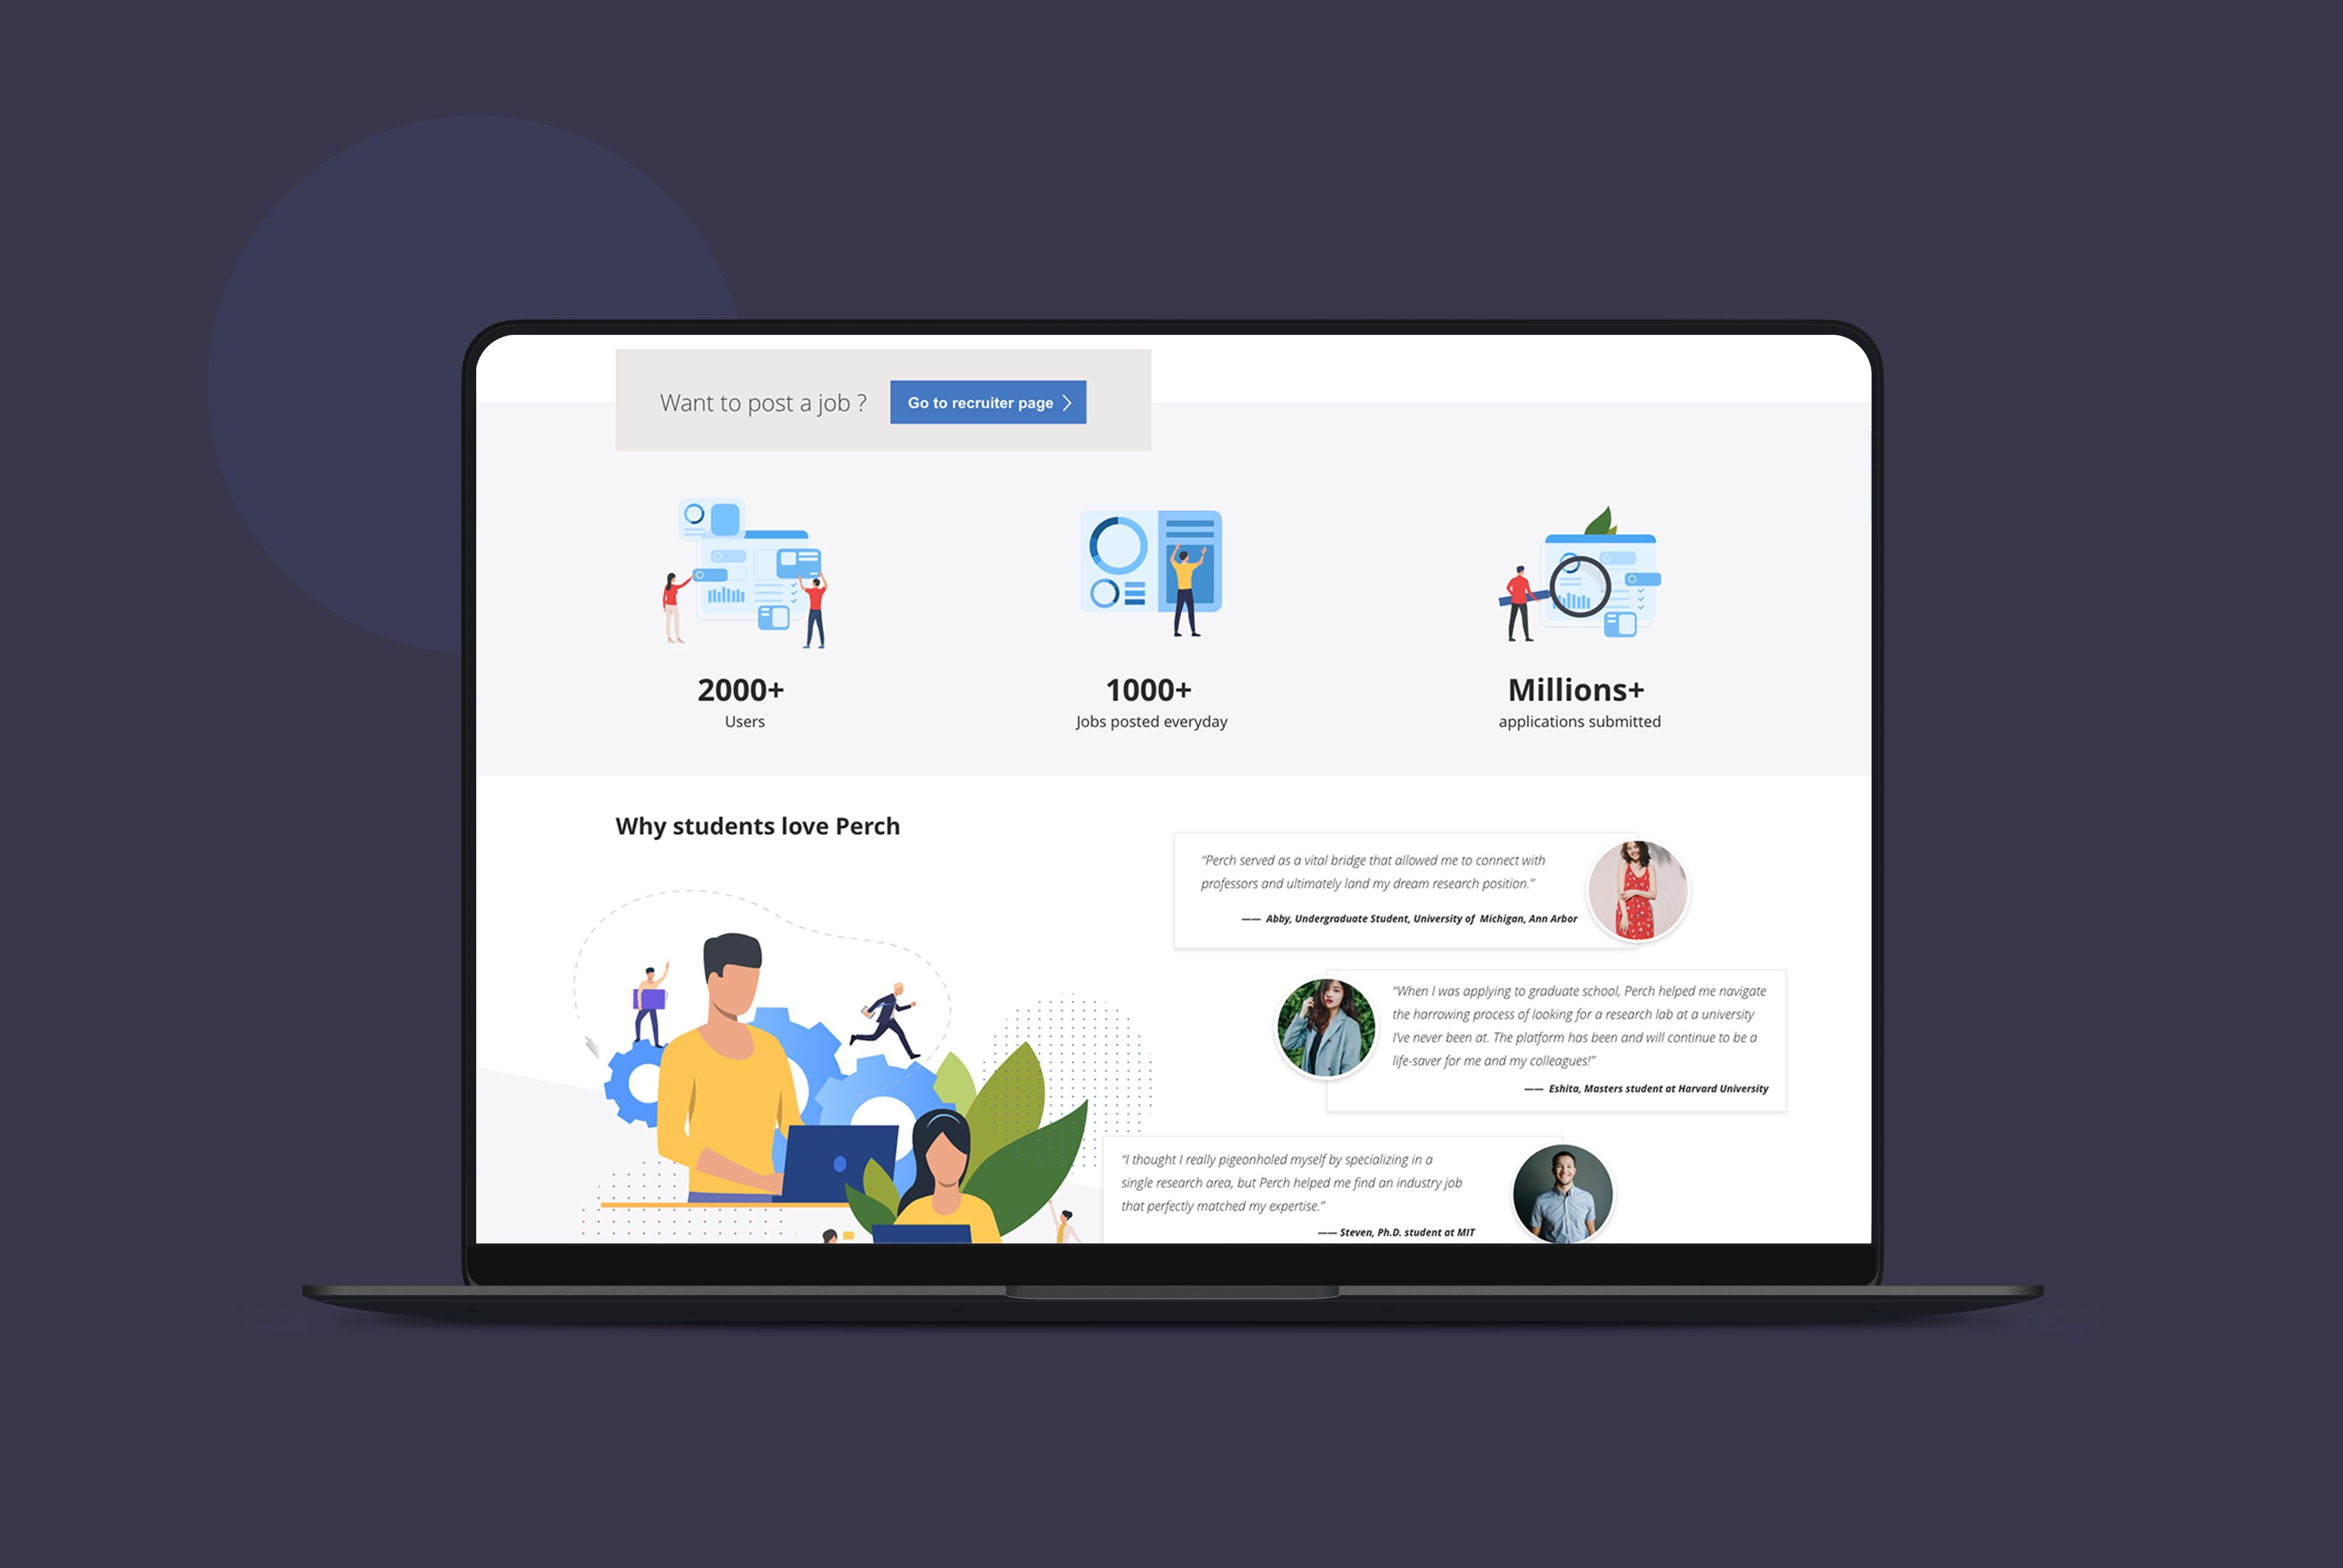 Want to post a job ?
Go to recruiter page
2000+
Users
1000+
Jobs posted everyday
Millions+
applications submitted
Why students love Perch
“Perch served as a vital bridge that allowed me to connect with
professors and ultimately land my dream research position.”
—— Abby, Undergraduate Student, University of Michigan, Ann Arbor
“When I was applying to graduate school, Perch helped me navigate
the harrowing process of looking for a research lab at a university
I’ve never been at. The platform has been and will continue to be a
life-saver for me and my colleagues!”
—— Eshita, Masters student at Harvard University
“I thought I really pigeonholed myself by specializing in a
single research area, but Perch helped me find an industry job
that perfectly matched my expertise.”
—— Steven, Ph.D. student at MIT